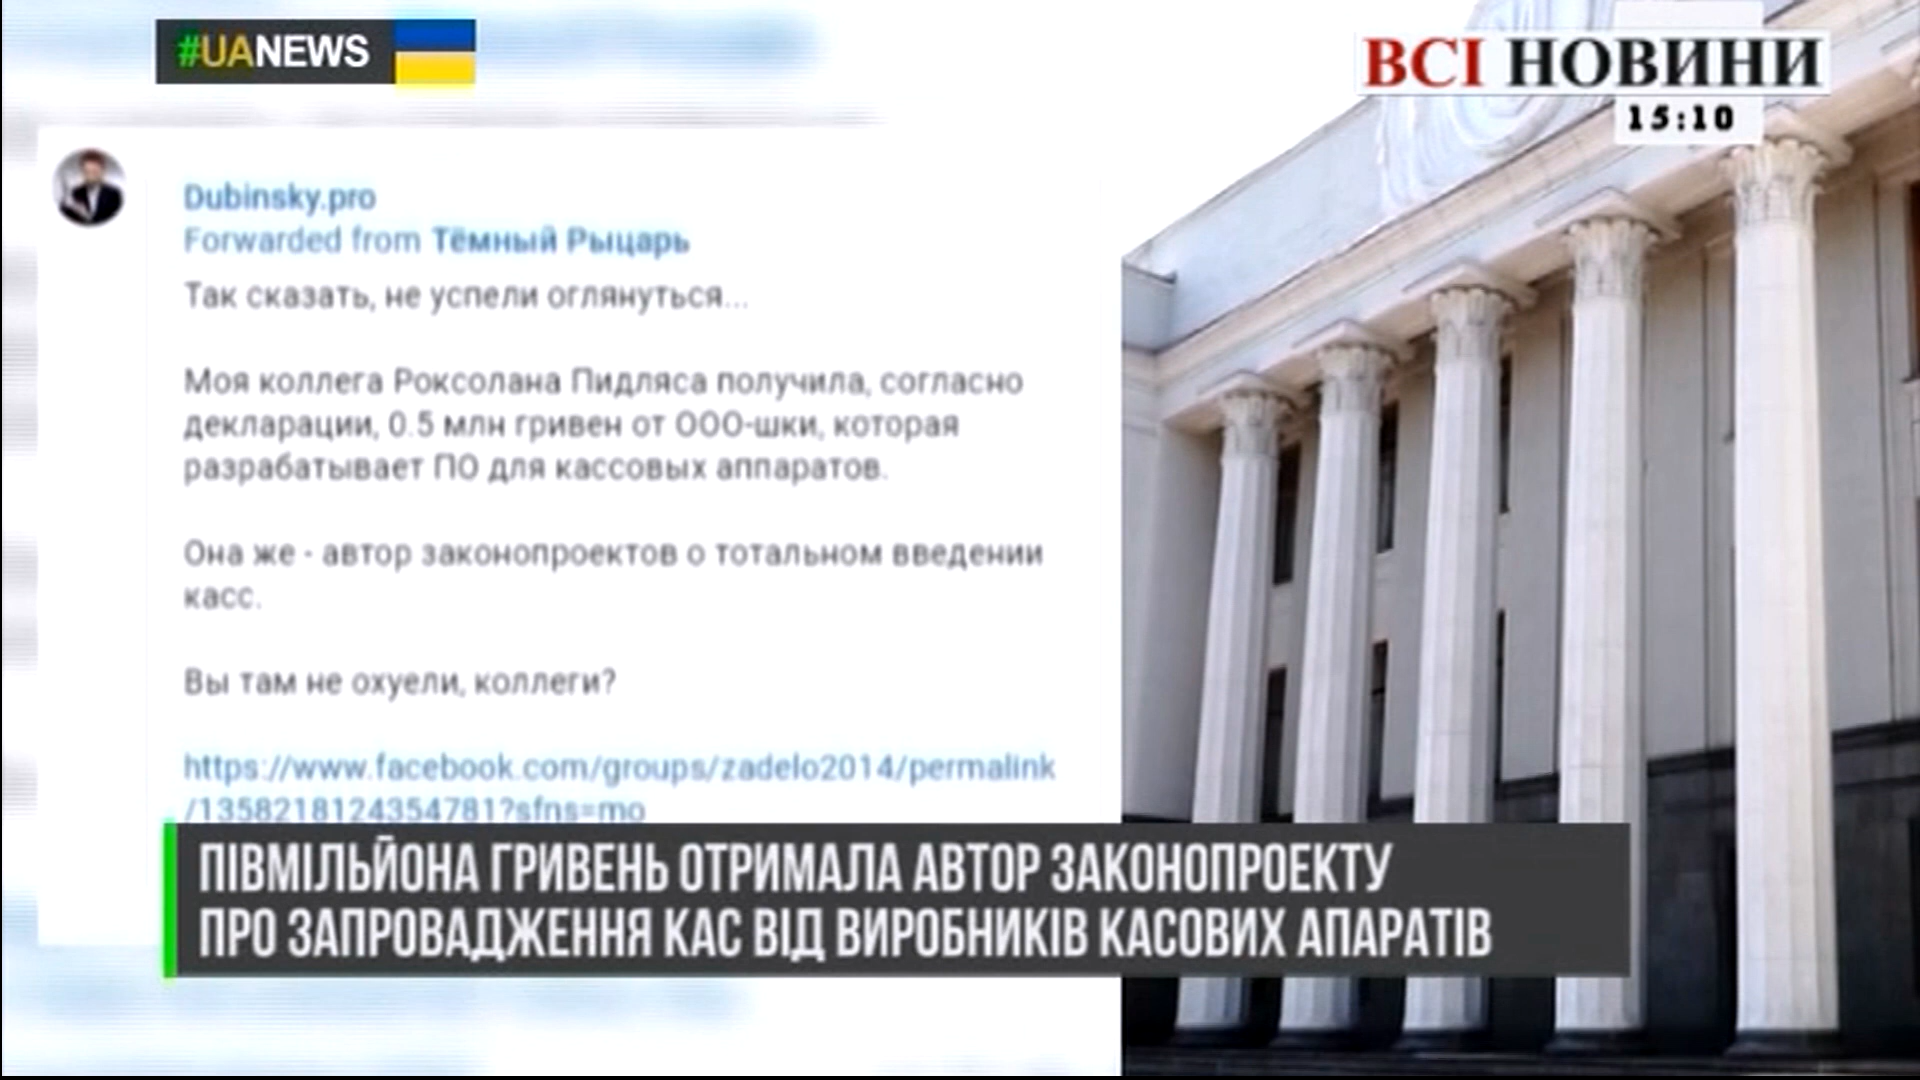 #UANEWS
ВСІ НОВИНИ
15:10
Dubinsky.pro
Forwarded from Тёмный Рыцарь
Так сказать, не успели оглянуться...
Моя коллега Роксолана Пидляса получила, согласно
декларации, 0.5 млн гривен от ООО-шки, которая
разрабатывает ПО для кассовых аппаратов.
Она же - автор законопроектов о тотальном введении
касс.
Вы там не охуели, коллеги?
https://www.facebook.com/groups/zadelo2014/permalink
/1358218124354781?sfns=mo
ПІВМІЛЬЙОНА ГРИВЕНЬ ОТРИМАЛА АВТОР ЗАКОНОПРОЕКТУ
ПРО ЗАПРОВАДЖЕННЯ КАС ВІД ВИРОБНИКІВ КАСОВИХ АПАРАТІВ